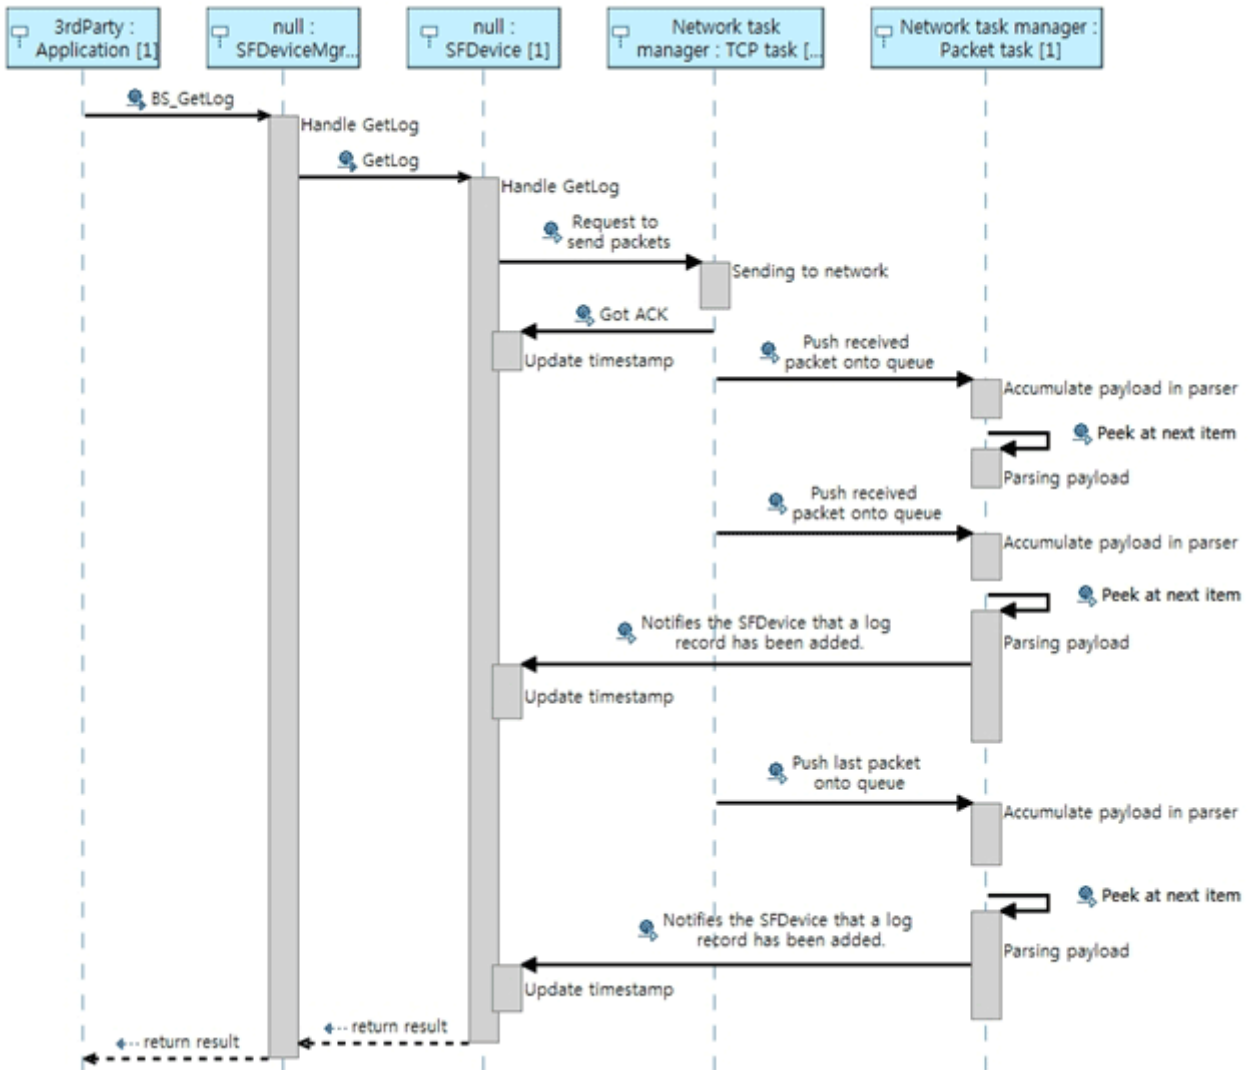 3rdParty :
Application [1]
null :
SFDeviceMgr...
null :
SFDevice [1]
Network task
manager : TCP task [...
Network task manager :
Packet task [1]
BS_GetLog
Handle GetLog
GetLog
Handle GetLog
Request to
send packets
Sending to network
Got ACK
Update timestamp
Push received
packet onto queue
Accumulate payload in parser
Peek at next item
Parsing payload
Push received
packet onto queue
Accumulate payload in parser
Peek at next item
Notifies the SFDevice that a log
record has been added.
Parsing payload
Update timestamp
Push last packet
onto queue
Accumulate payload in parser
Peek at next item
Notifies the SFDevice that a log
record has been added.
Parsing payload
Update timestamp
return result
return result